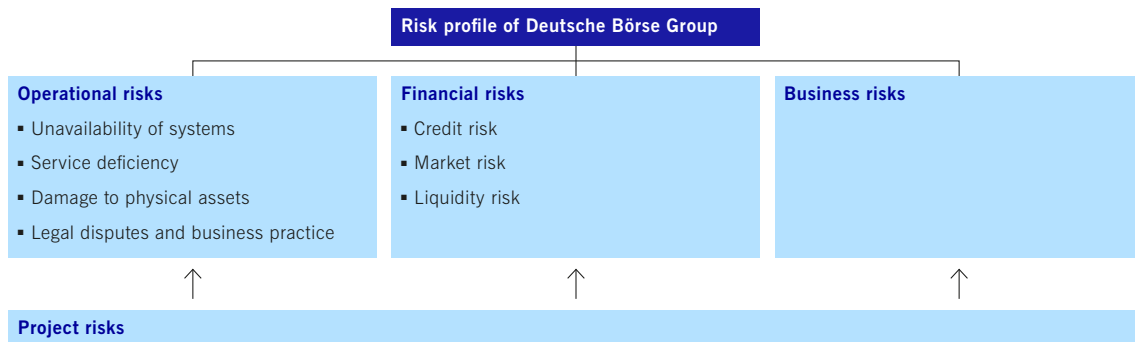 Risk profile of Deutsche Börse Group
Operational risks
▪ Unavailability of systems
▪ Service deficiency
▪ Damage to physical assets
▪ Legal disputes and business practice
Financial risks
▪ Credit risk
▪ Market risk
▪ Liquidity risk
Business risks
Project risks